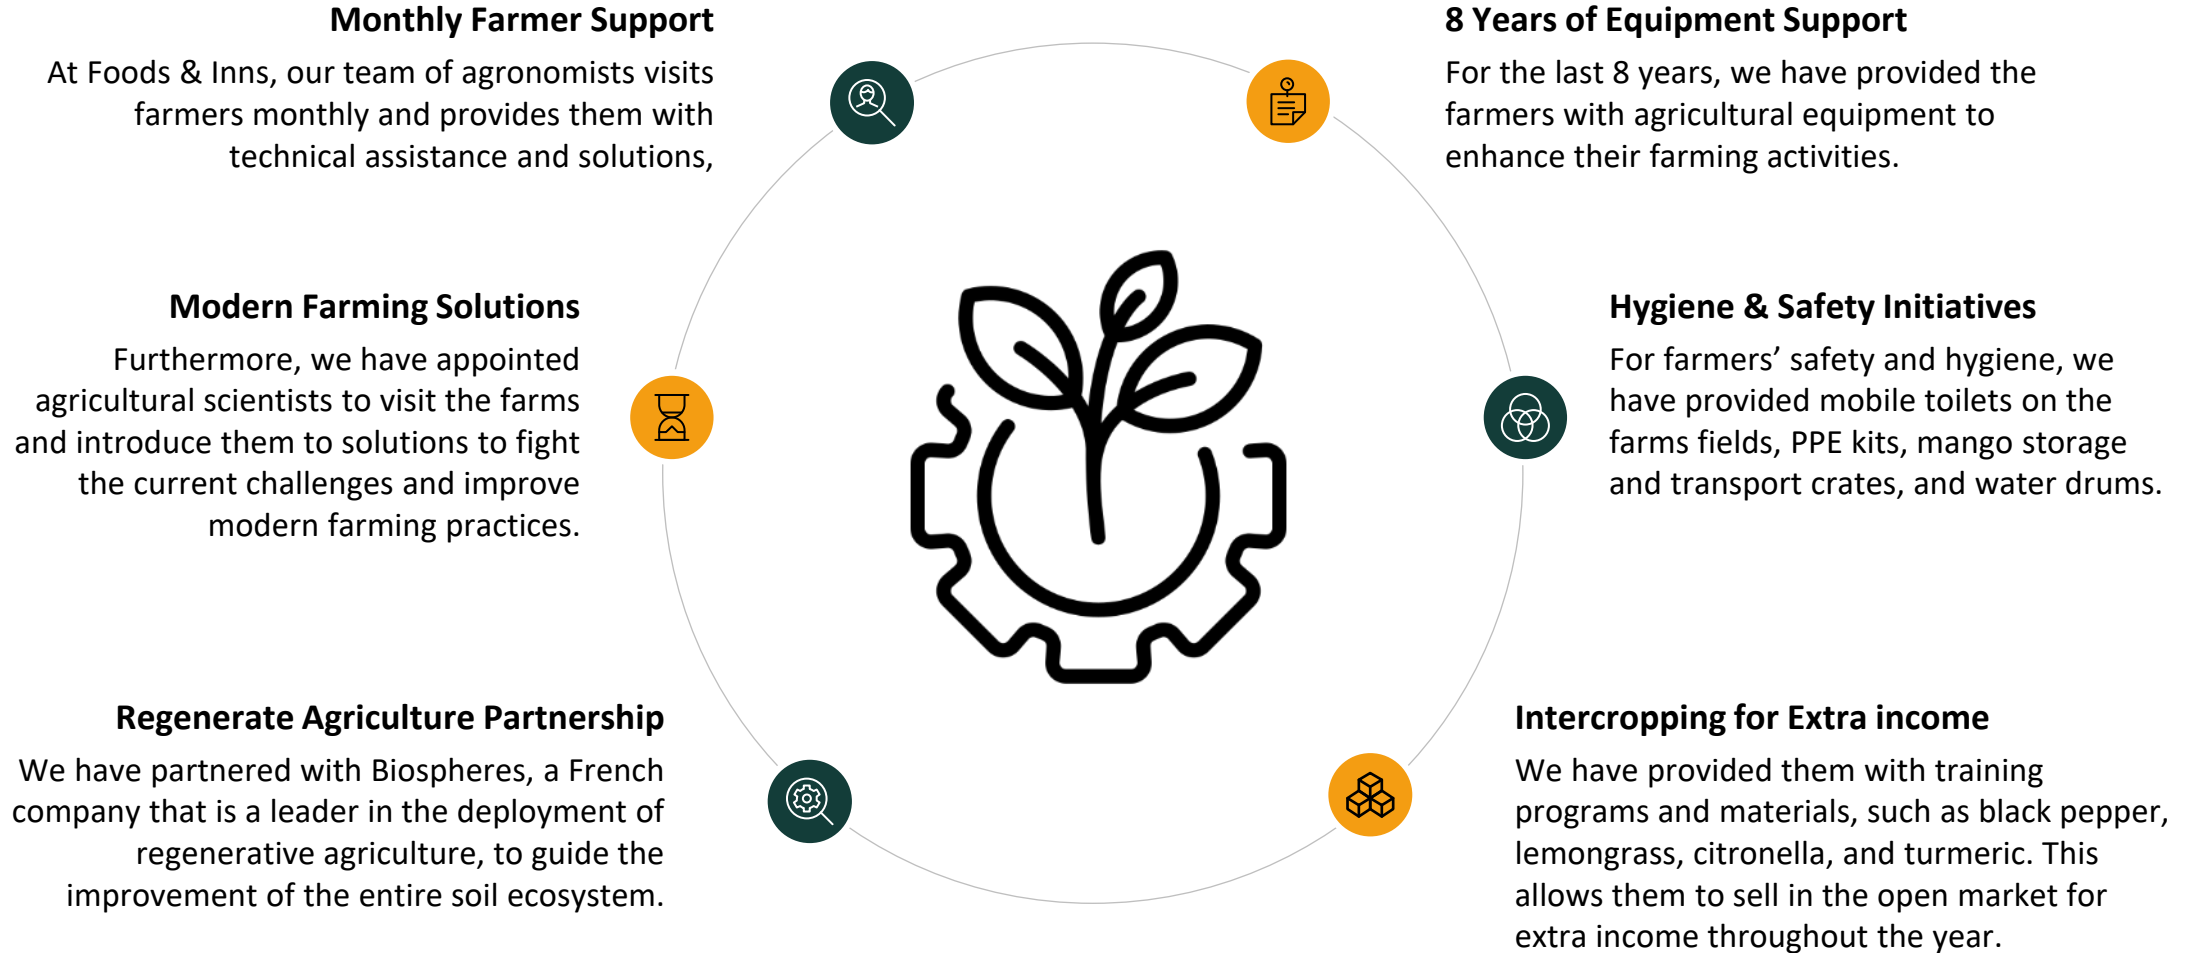 Monthly Farmer Support
At Foods & Inns, our team of agronomists visits
farmers monthly and provides them with
technical assistance and solutions,
8 Years of Equipment Support
For the last 8 years, we have provided the
farmers with agricultural equipment to
enhance their farming activities.
Modern Farming Solutions
Furthermore, we have appointed
agricultural scientists to visit the farms
and introduce them to solutions to fight
the current challenges and improve
modern farming practices.
Hygiene & Safety Initiatives
For farmers’ safety and hygiene, we
have provided mobile toilets on the
farms fields, PPE kits, mango storage
and transport crates, and water drums.
Regenerate Agriculture Partnership
We have partnered with Biospheres, a French
company that is a leader in the deployment of
regenerative agriculture, to guide the
improvement of the entire soil ecosystem.
Intercropping for Extra income
We have provided them with training
programs and materials, such as black pepper,
lemongrass, citronella, and turmeric. This
allows them to sell in the open market for
extra income throughout the year.